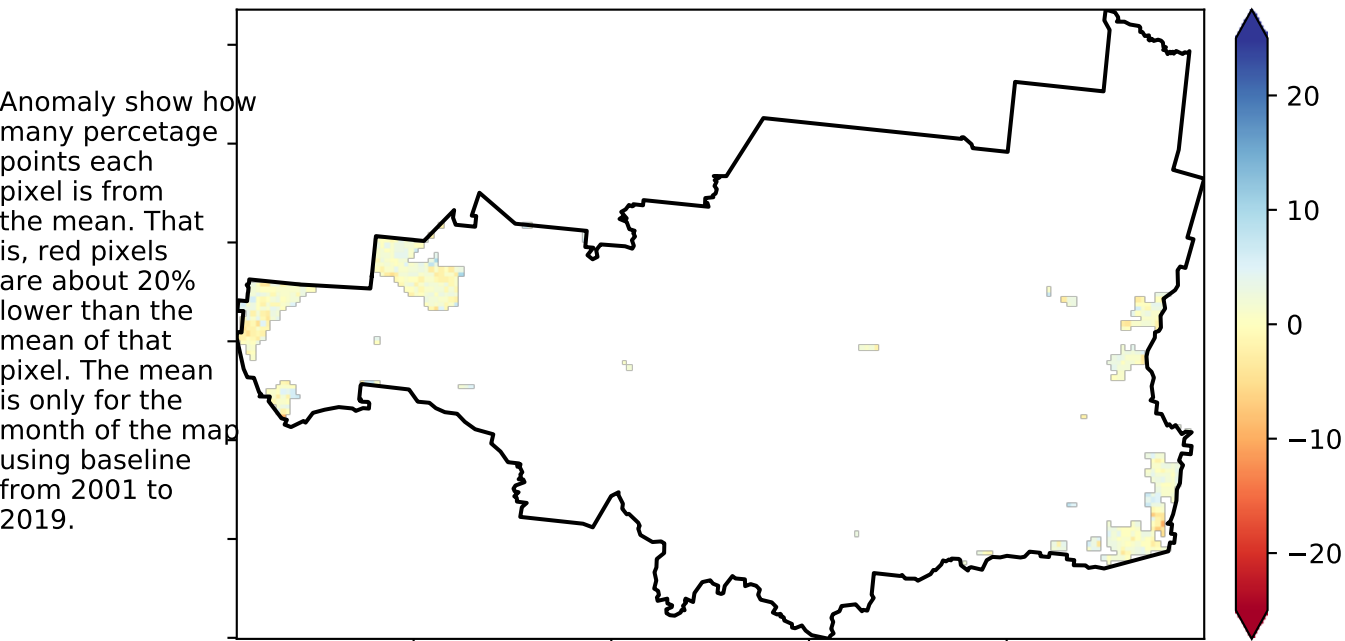 Anomaly show how
many percetage
points each
pixel is from
the mean. That
is, red pixels
are about 20%
lower than the
mean of that
pixel. The mean
is only for the
month of the map
using baseline
from 2001 to
2019.
20
10
0
−10
−20